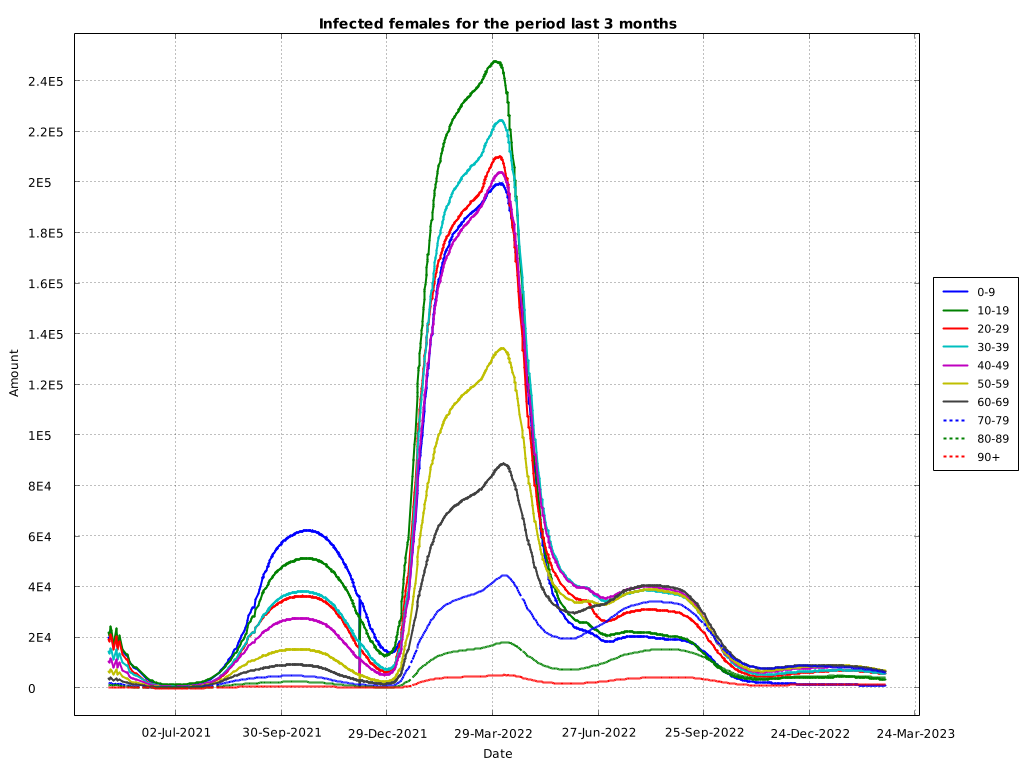 Infected females for the period last 3 months
2.4E5
2.2E5
2E5
1.8E5
1.6E5
1.4E5
1.2E5
1E5
8E4
6E4
4E4
2E4
0
Amount
02-Jul-2021 30-Sep-2021 29-Dec-2021 29-Mar-2022 27-Jun-2022 25-Sep-2022 24-Dec-2022 24-Mar-2023
Date
0-9
10-19
20-29
30-39
40-49
50-59
60-69
70-79
80-89
90+